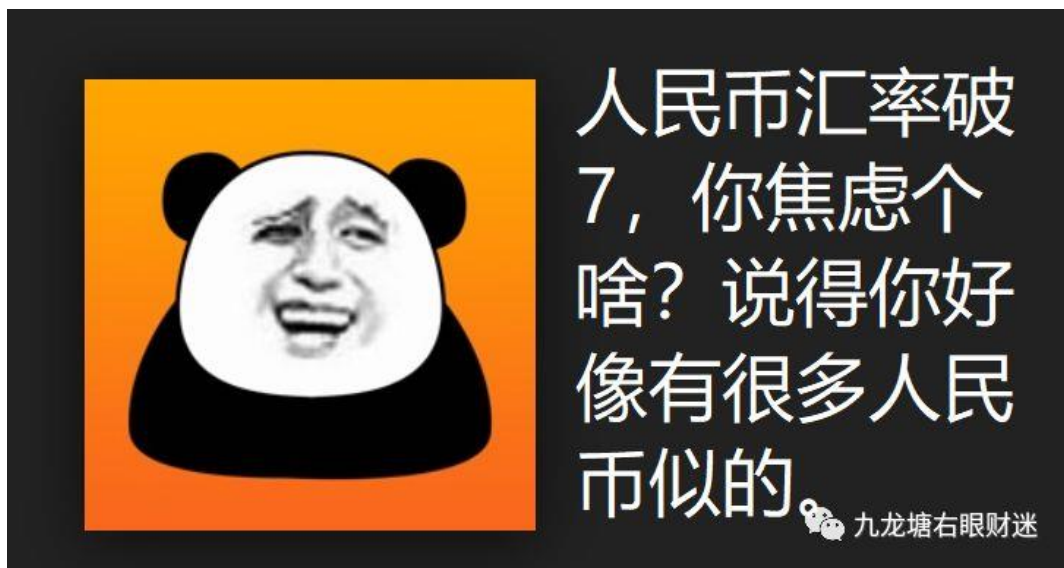 人民币汇率破
7，你焦虑个
啥？说得你好
像有很多人民
币似的。
九龙塘右眼财迷